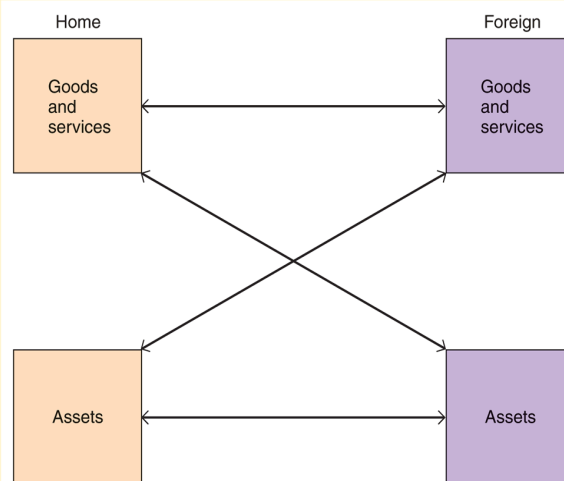 Home
Foreign
Goods
and
services
Goods
and
services
Assets
Assets